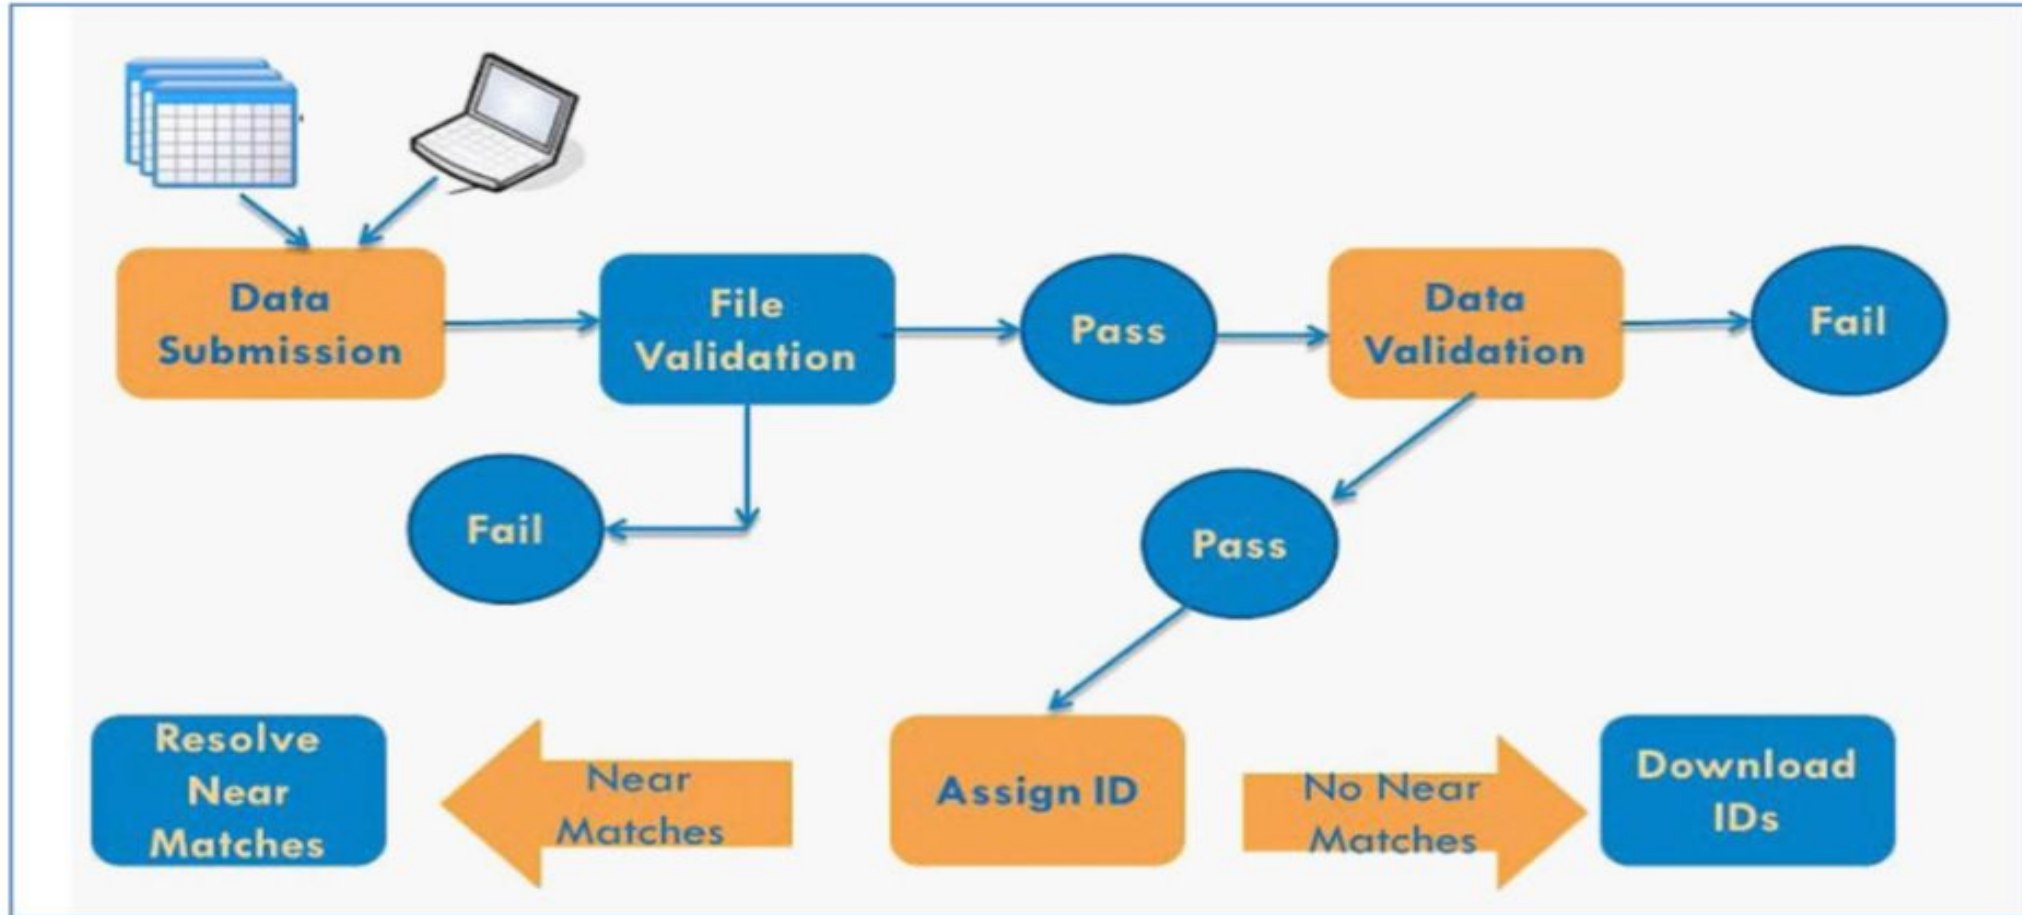 Data
Submission
File
Validation
Pass
Data
Validation
Fail
Fail
Pass
Resolve
Near
Matches
Near
Matches
Assign ID
No Near
Matches
Download
IDs